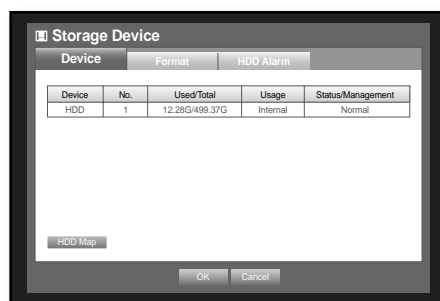 Storage Device
Device Format HDD Alarm
Device No. Used/Total Usage Status/Management
HDD 1 12.28G/499.37G Internal Normal
HDD Map
OK Cancel